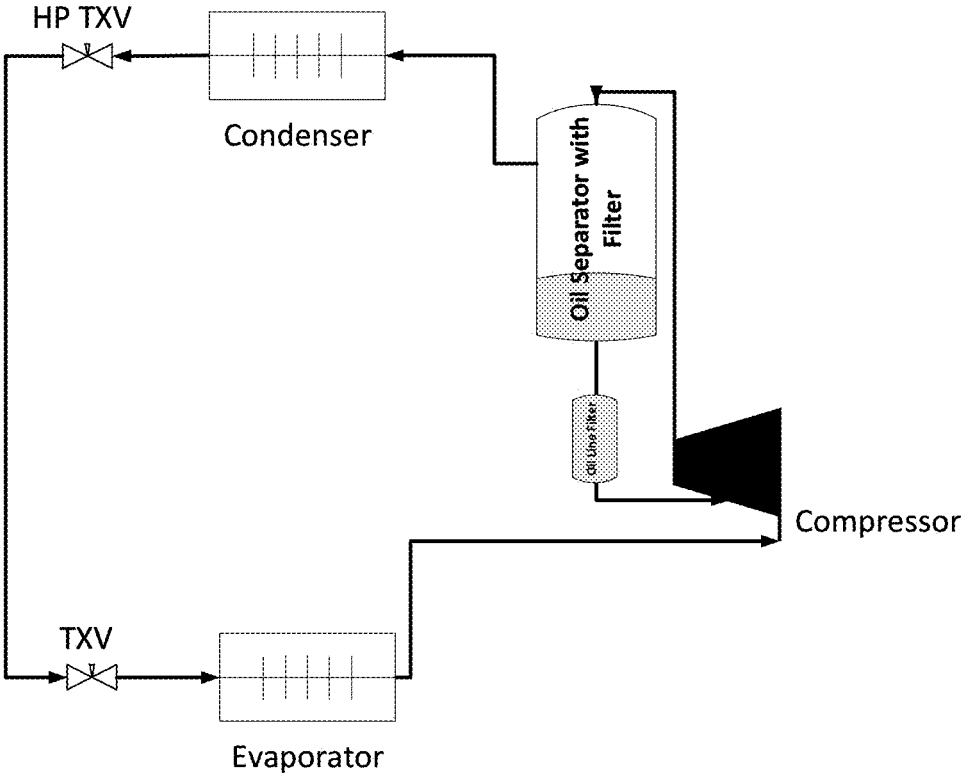 HP TXV
Condenser
Oil Separator with
Filter
Oil Line Filter
Compressor
TXV
Evaporator